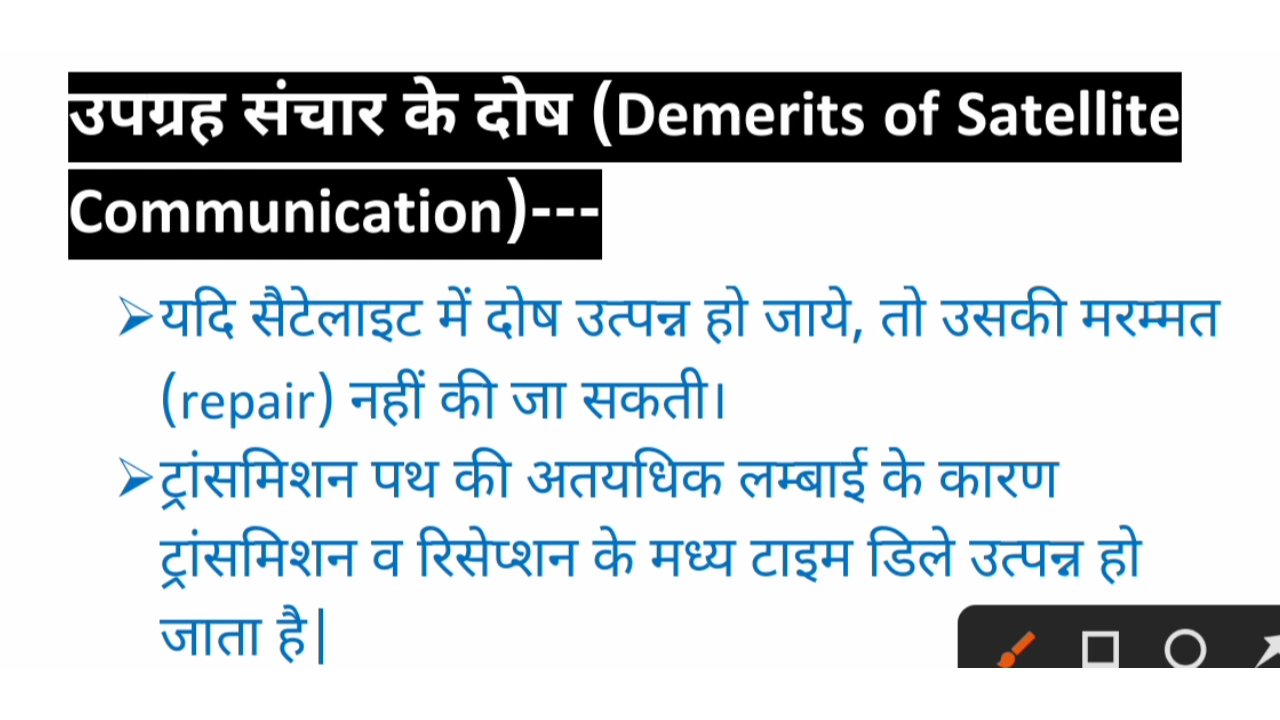 उपग्रह संचार के दोष (Demerits of Satellite
Communication)---
➢यदि सैटेलाइट में दोष उत्पन्न हो जाये, तो उसकी मरम्मत
(repair) नहीं की जा सकती।
➢ट्रांसमिशन पथ की अतयधिक लम्बाई के कारण
ट्रांसमिशन व रिसेप्शन के मध्य टाइम डिले उत्पन्न हो
जाता है|